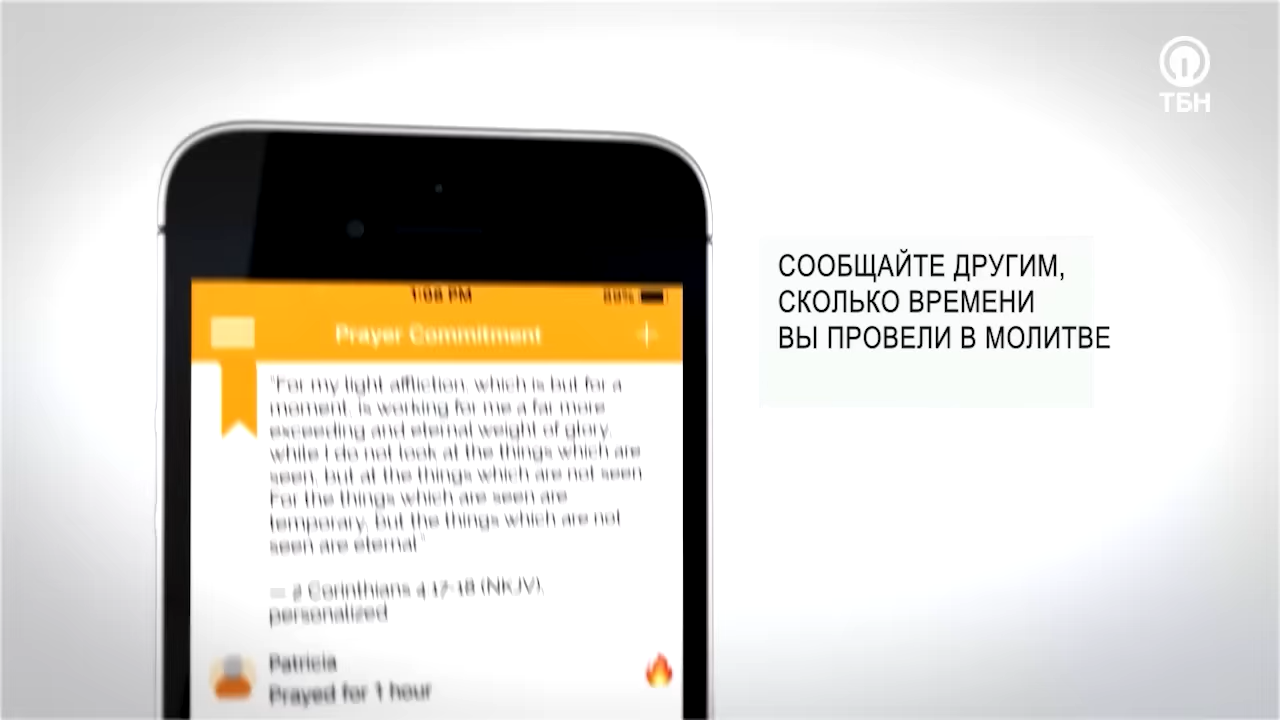 ТБН
СООБЩАЙТЕ ДРУГИМ,
СКОЛЬКО ВРЕМЕНИ
ВЫ ПРОВЕЛИ В МОЛИТВЕ
1:08 PM
88%
Prayer Commitment
"For my light affliction, which is but for a
moment, is working for me a far more
exceeding and eternal weight of glory,
while I do not look at the things which are
seen, but at the things which are not seen
For the things which are seen are
temporary, but the things which are not
seen are eternal"
— 2 Corinthians 4:17-18 (NKJV),
personalized
Patricia
Prayed for 1 hour